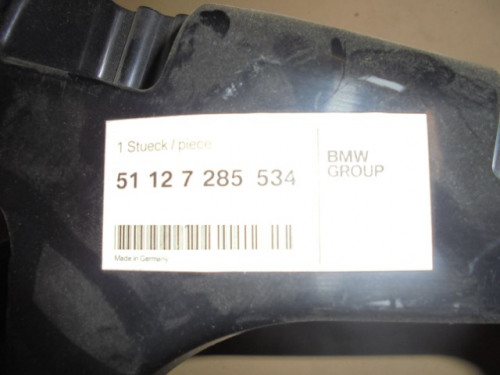 1 Stueck / piece
51 12 7 285 534
Made in Germany
BMW
GROUP